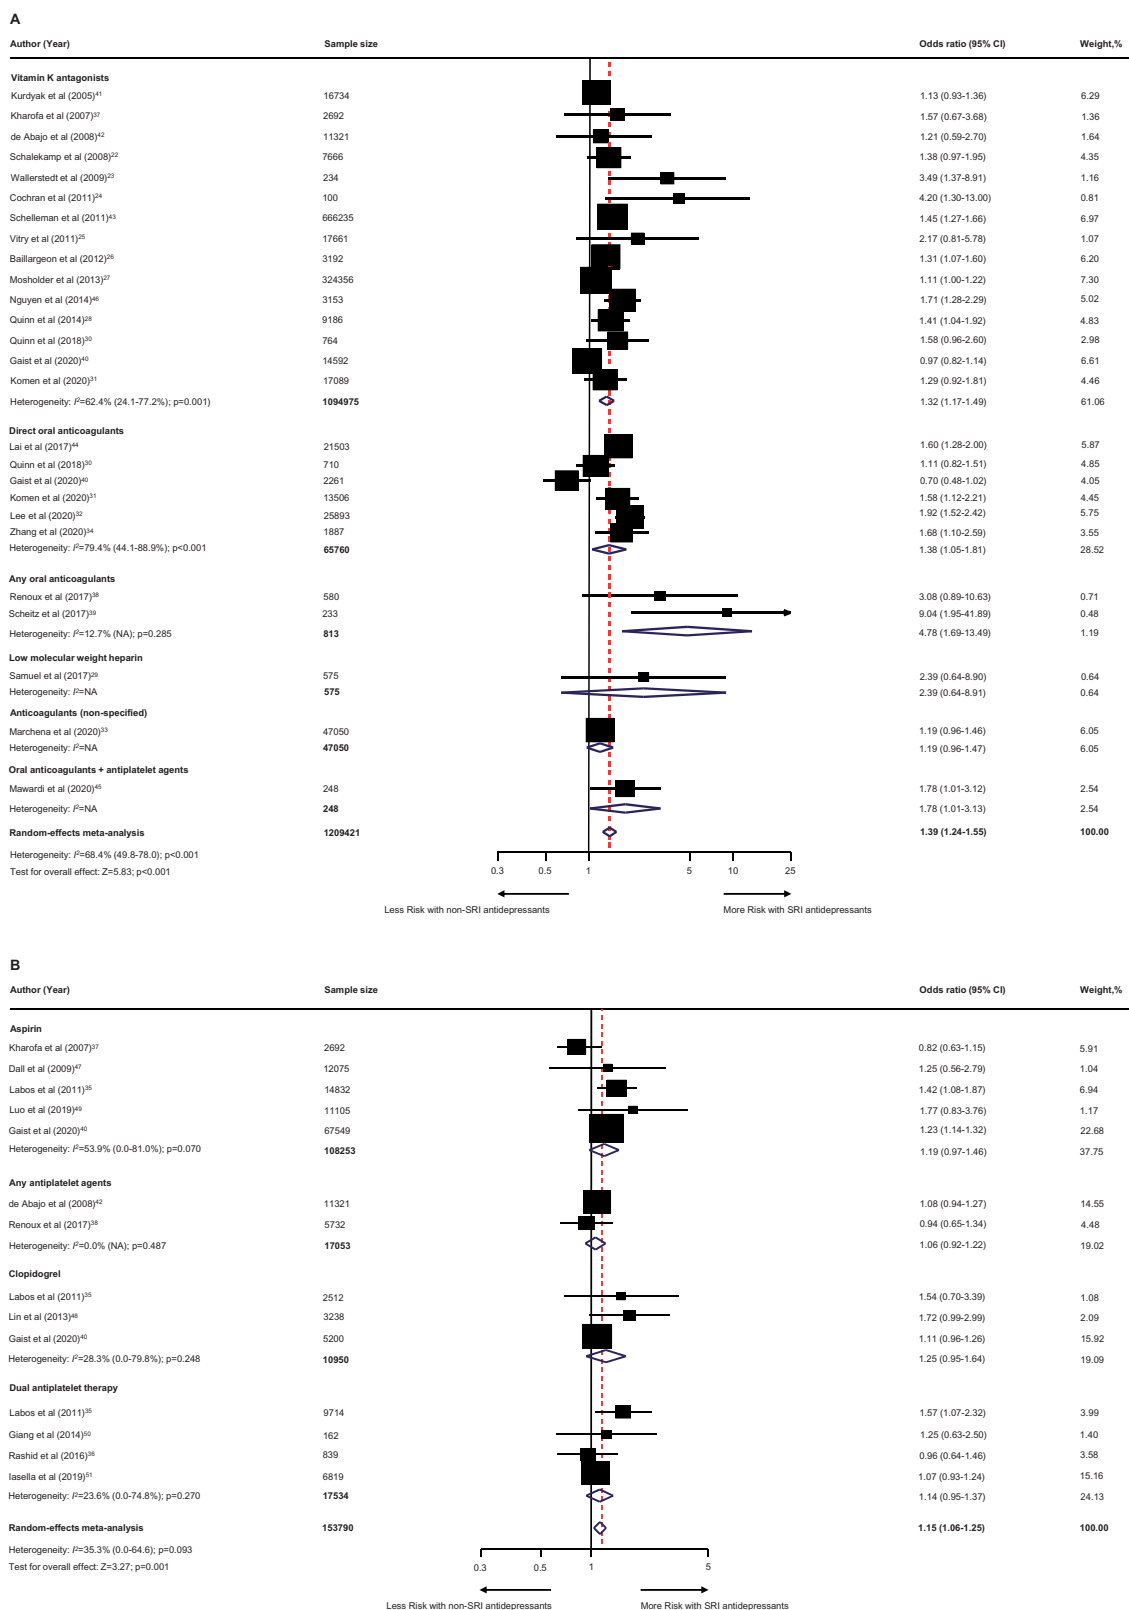 A
Author (Year) Sample size Odds ratio (95% CI) Weight,%
Vitamin K antagonists
Kurdyak et al (2005)41 16734 1.13 (0.93-1.36) 6.29
Kharofa et al (2007)37 2692 1.57 (0.67-3.68) 1.36
de Abajo et al (2008)42 11321 1.21 (0.59-2.70) 1.64
Schalekamp et al (2008)22 7666 1.38 (0.97-1.95) 4.35
Wallerstedt et al (2009)23 234 3.49 (1.37-8.91) 1.16
Cochran et al (2011)24 100 4.20 (1.30-13.00) 0.81
Schelleman et al (2011)43 666235 1.45 (1.27-1.66) 6.97
Vitry et al (2011)25 17661 2.17 (0.81-5.78) 1.07
Baillargeon et al (2012)26 3192 1.31 (1.07-1.60) 6.20
Mosholder et al (2013)27 324356 1.11 (1.00-1.22) 7.30
Nguyen et al (2014)46 3153 1.71 (1.28-2.29) 5.02
Quinn et al (2014)28 9186 1.41 (1.04-1.92) 4.83
Quinn et al (2018)30 764 1.58 (0.96-2.60) 2.98
Gaist et al (2020)40 14592 0.97 (0.82-1.14) 6.61
Komen et al (2020)31 17089 1.29 (0.92-1.81) 4.46
Heterogeneity: I2=62.4% (24.1-77.2%); p=0.001) 1094975 1.32 (1.17-1.49) 61.06
Direct oral anticoagulants
Lai et al (2017)44 21503 1.60 (1.28-2.00) 5.87
Quinn et al (2018)30 710 1.11 (0.82-1.51) 4.85
Gaist et al (2020)40 2261 0.70 (0.48-1.02) 4.05
Komen et al (2020)31 13506 1.58 (1.12-2.21) 4.45
Lee et al (2020)32 25893 1.92 (1.52-2.42) 5.75
Zhang et al (2020)34 1887 1.68 (1.10-2.59) 3.55
Heterogeneity: I2=79.4% (44.1-88.9%); p<0.001 65760 1.38 (1.05-1.81) 28.52
Any oral anticoagulants
Renoux et al (2017)38 580 3.08 (0.89-10.63) 0.71
Scheitz et al (2017)39 233 9.04 (1.95-41.89) 0.48
Heterogeneity: I2=12.7% (NA); p=0.285 813 4.78 (1.69-13.49) 1.19
Low molecular weight heparin
Samuel et al (2017)29 575 2.39 (0.64-8.90) 0.64
Heterogeneity: I2=NA 575 2.39 (0.64-8.91) 0.64
Anticoagulants (non-specified)
Marchena et al (2020)33 47050 1.19 (0.96-1.46) 6.05
Heterogeneity: I2=NA 47050 1.19 (0.96-1.47) 6.05
Oral anticoagulants + antiplatelet agents
Mawardi et al (2020)45 248 1.78 (1.01-3.12) 2.54
Heterogeneity: I2=NA 248 1.78 (1.01-3.13) 2.54
Random-effects meta-analysis 1209421 1.39 (1.24-1.55) 100.00
Heterogeneity: I2=68.4% (49.8-78.0); p<0.001
Test for overall effect: Z=5.83; p<0.001
0.3 0.5 1 5 10 25
Less Risk with non-SRI antidepressants More Risk with SRI antidepressants
B
Author (Year) Sample size Odds ratio (95% CI) Weight,%
Aspirin
Kharofa et al (2007)37 2692 0.82 (0.63-1.15) 5.91
Dall et al (2009)47 12075 1.25 (0.56-2.79) 1.04
Labos et al (2011)35 14832 1.42 (1.08-1.87) 6.94
Luo et al (2019)49 11105 1.77 (0.83-3.76) 1.17
Gaist et al (2020)40 67549 1.23 (1.14-1.32) 22.68
Heterogeneity: I2=53.9% (0.0-81.0%); p=0.070 108253 1.19 (0.97-1.46) 37.75
Any antiplatelet agents
de Abajo et al (2008)42 11321 1.08 (0.94-1.27) 14.55
Renoux et al (2017)38 5732 0.94 (0.65-1.34) 4.48
Heterogeneity: I2=0.0% (NA); p=0.487 17053 1.06 (0.92-1.22) 19.02
Clopidogrel
Labos et al (2011)35 2512 1.54 (0.70-3.39) 1.08
Lin et al (2013)48 3238 1.72 (0.99-2.99) 2.09
Gaist et al (2020)40 5200 1.11 (0.96-1.26) 15.92
Heterogeneity: I2=28.3% (0.0-79.8%); p=0.248 10950 1.25 (0.95-1.64) 19.09
Dual antiplatelet therapy
Labos et al (2011)35 9714 1.57 (1.07-2.32) 3.99
Giang et al (2014)50 162 1.25 (0.63-2.50) 1.40
Rashid et al (2016)36 839 0.96 (0.64-1.46) 3.58
Iasella et al (2019)51 6819 1.07 (0.93-1.24) 15.16
Heterogeneity: I2=23.6% (0.0-74.8%); p=0.270 17534 1.14 (0.95-1.37) 24.13
Random-effects meta-analysis 153790 1.15 (1.06-1.25) 100.00
Heterogeneity: I2=35.3% (0.0-64.6); p=0.093
Test for overall effect: Z=3.27; p=0.001
0.3 0.5 1 5
Less Risk with non-SRI antidepressants More Risk with SRI antidepressants